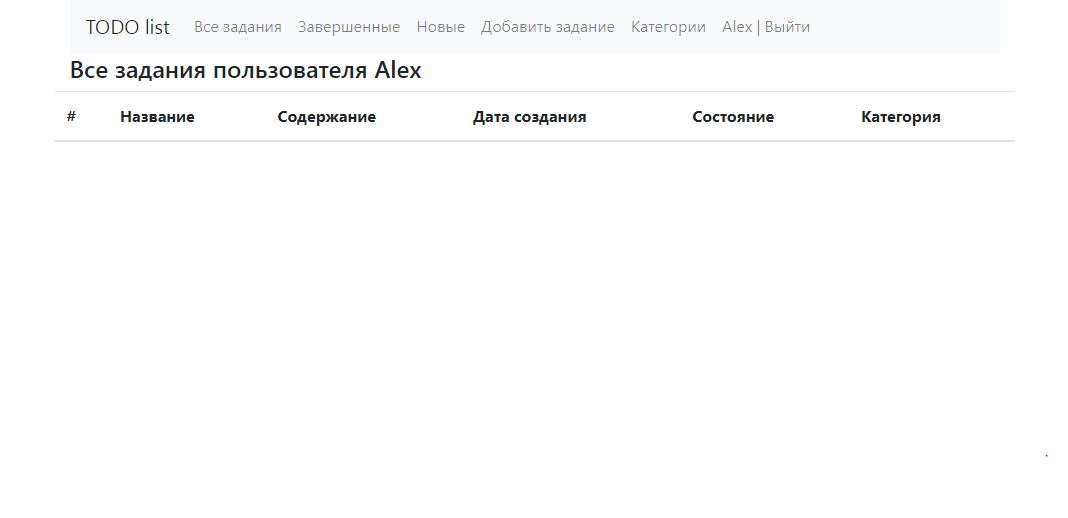 TODO list Все задания Завершенные Новые Добавить задание Категории Alex | Выйти
Все задания пользователя Alex
# Название Содержание Дата создания Состояние Категория